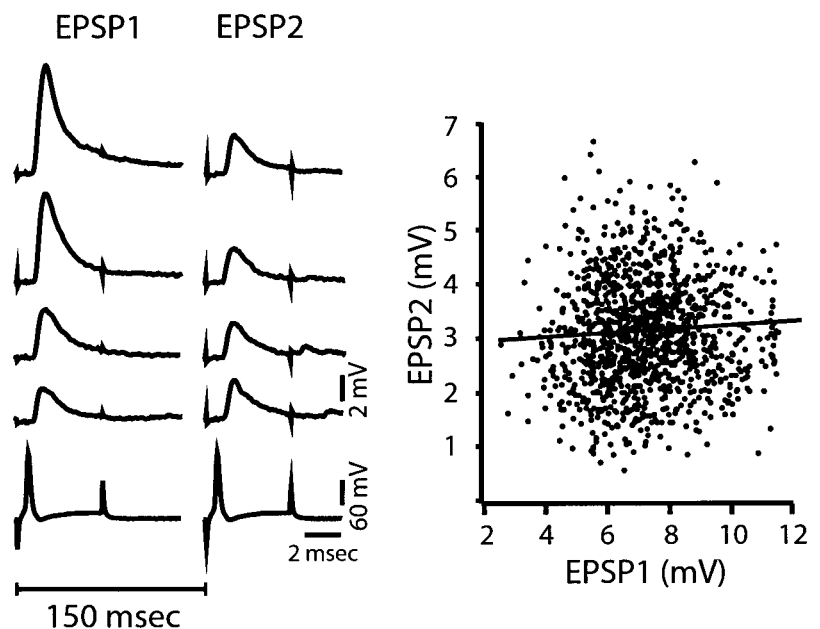 EPSP1 EPSP2
2 mV
60 mV
2 msec
150 msec
7
6
5
4
3
2
1
EPSP2 (mV)
2 4 6 8 10 12
EPSP1 (mV)